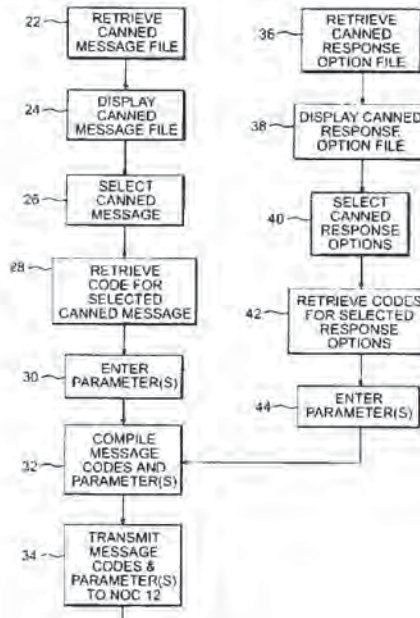 22
RETRIEVE
CANNED
MESSAGE FILE
24
DISPLAY
CANNED
MESSAGE FILE
26
SELECT
CANNED
MESSAGE
28
RETRIEVE
CODE FOR
SELECTED
CANNED MESSAGE
30
ENTER
PARAMETER(S)
32
COMPILE
MESSAGE
CODES AND
PARAMETER(S)
34
TRANSMIT
MESSAGE
CODES &
PARAMETER(S)
TO NOC 12
36
RETRIEVE
CANNED
RESPONSE
OPTION FILE
38
DISPLAY CANNED
RESPONSE
OPTION FILE
40
SELECT
CANNED
RESPONSE
OPTIONS
42
RETRIEVE CODES
FOR SELECTED
RESPONSE
OPTIONS
44
ENTER
PARAMETER(S)